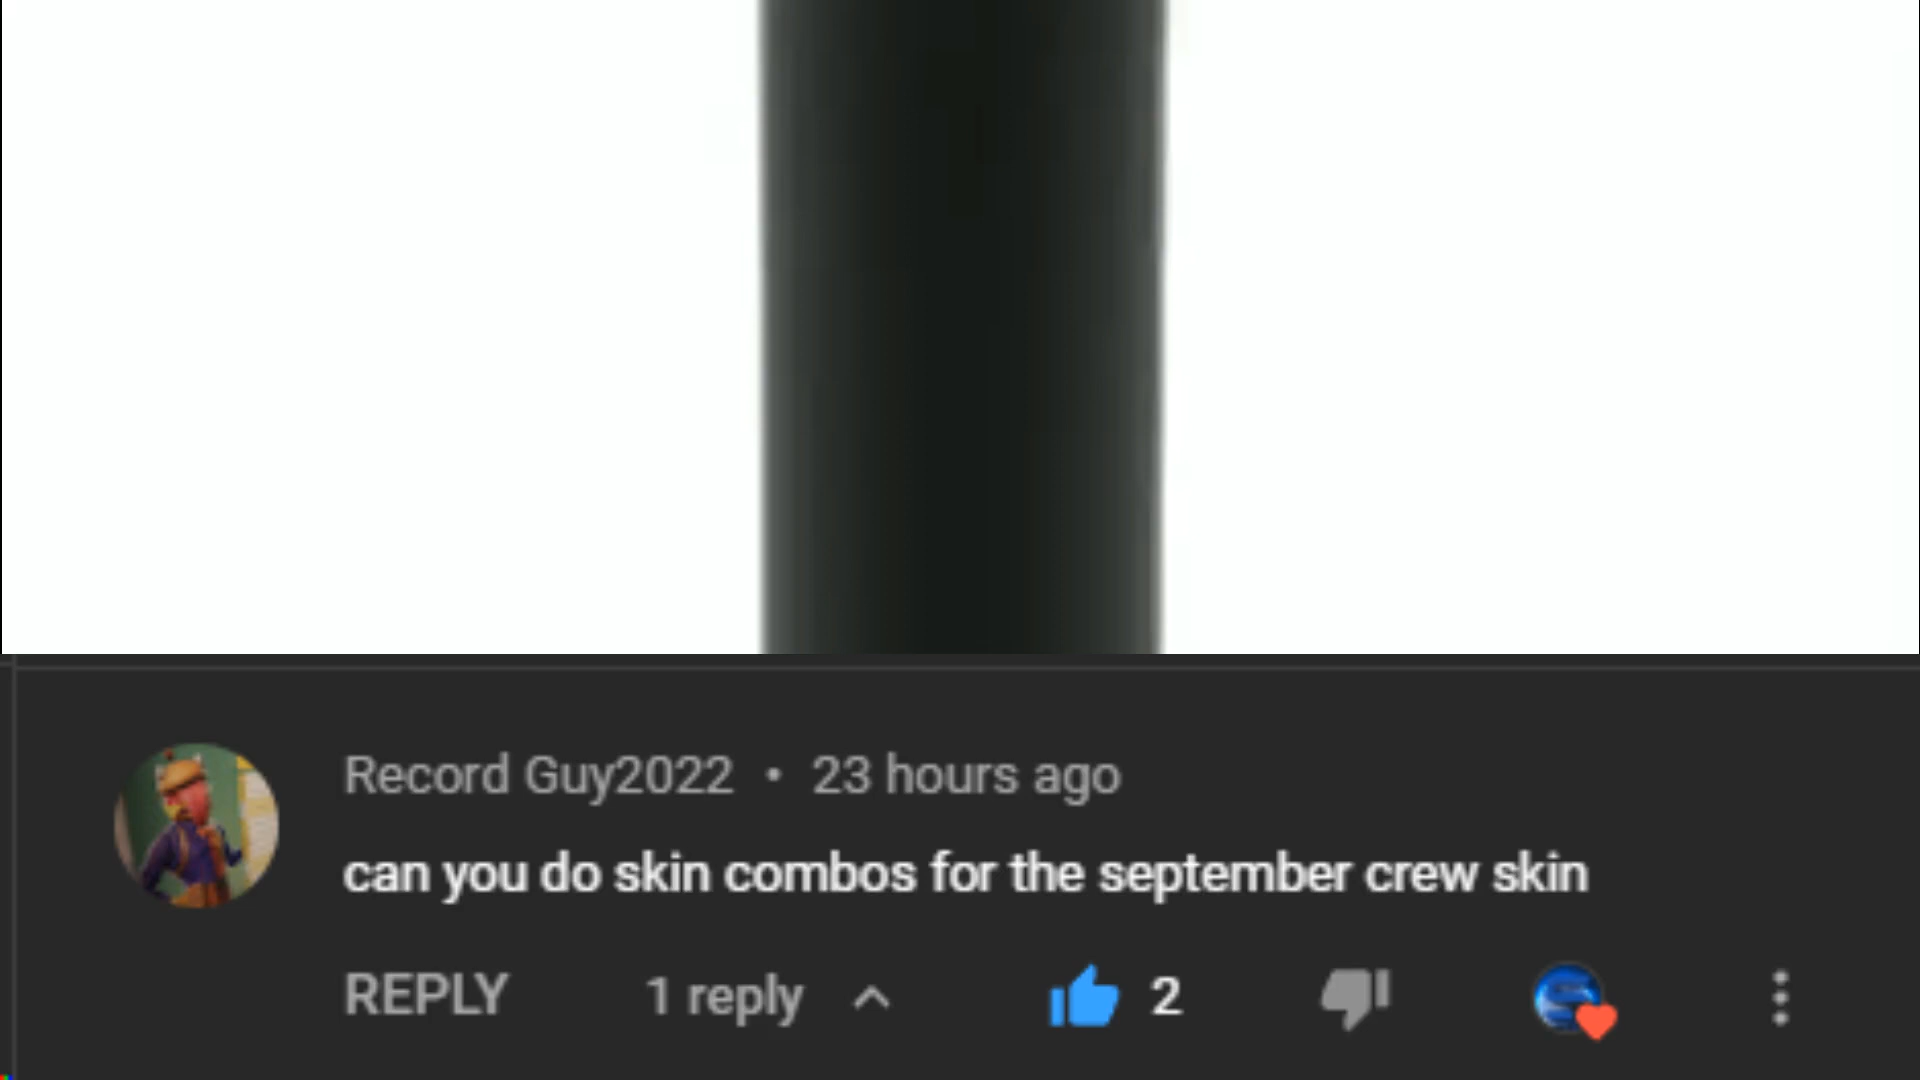 Record Guy2022 • 23 hours ago
can you do skin combos for the september crew skin
REPLY 1 reply 2